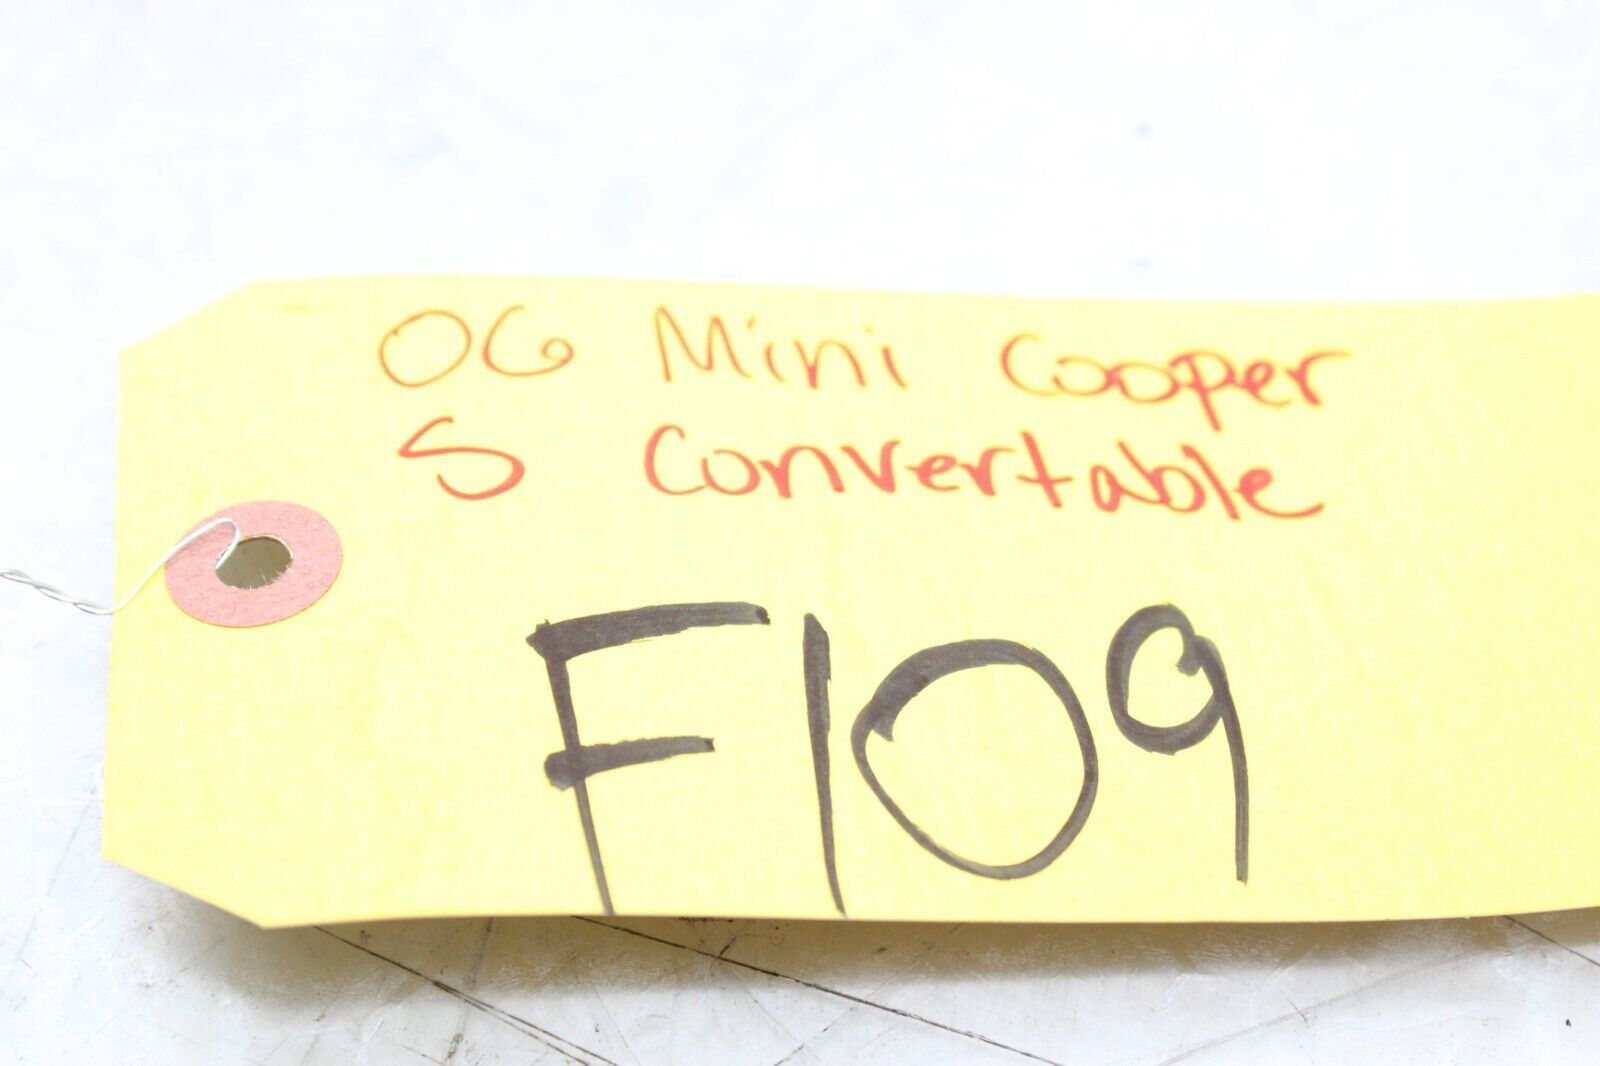 06 Mini Cooper
S Convertable
F109